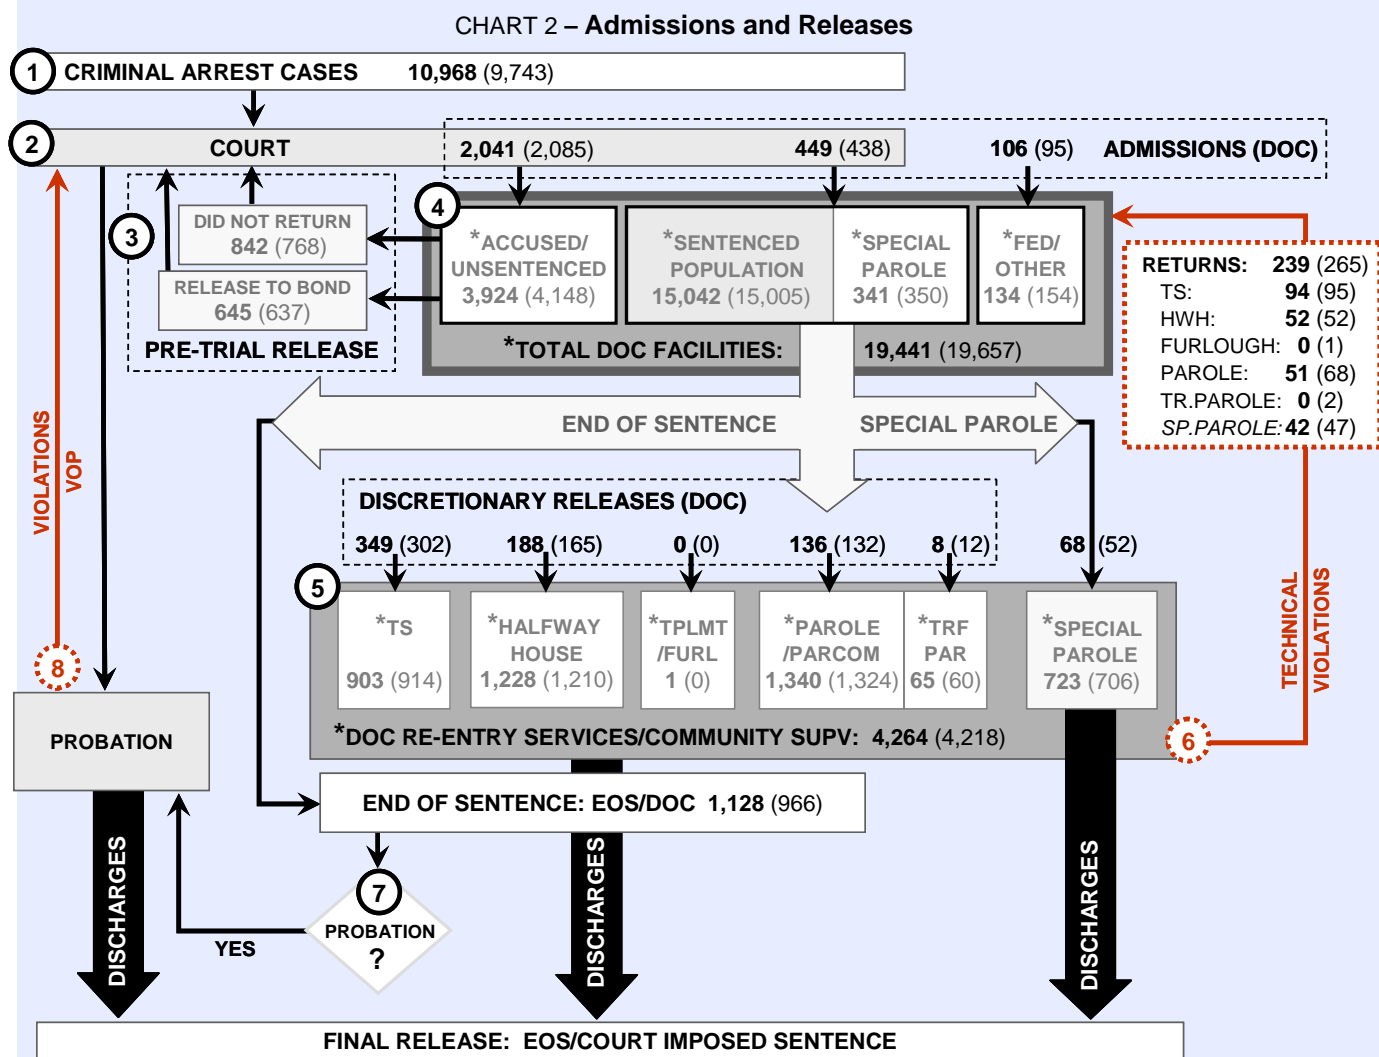 CHART 2 – Admissions and Releases
1 CRIMINAL ARREST CASES 10,968 (9,743)
2 COURT 2,041 (2,085) 449 (438) 106 (95) ADMISSIONS (DOC)
3
DID NOT RETURN
842 (768)
RELEASE TO BOND
645 (637)
PRE-TRIAL RELEASE
4
*ACCUSED/
UNSENTENCED
3,924 (4,148)
*SENTENCED
POPULATION
15,042 (15,005)
*SPECIAL
PAROLE
341 (350)
*FED/
OTHER
134 (154)
*TOTAL DOC FACILITIES: 19,441 (19,657)
RETURNS: 239 (265)
TS: 94 (95)
HWH: 52 (52)
FURLOUGH: 0 (1)
PAROLE: 51 (68)
TR.PAROLE: 0 (2)
SP.PAROLE: 42 (47)
END OF SENTENCE SPECIAL PAROLE
VIOLATIONS
VOP
TECHNICAL
VIOLATIONS
DISCRETIONARY RELEASES (DOC)
349 (302) 188 (165) 0 (0) 136 (132) 8 (12) 68 (52)
5
*TS
903 (914)
*HALFWAY
HOUSE
1,228 (1,210)
*TPLMT
/FURL
1 (0)
*PAROLE
/PARCOM
1,340 (1,324)
*TRF
PAR
65 (60)
*SPECIAL
PAROLE
723 (706)
*DOC RE-ENTRY SERVICES/COMMUNITY SUPV: 4,264 (4,218)
6
8
PROBATION
END OF SENTENCE: EOS/DOC 1,128 (966)
7
PROBATION
?
YES
DISCHARGES
DISCHARGES
DISCHARGES
FINAL RELEASE: EOS/COURT IMPOSED SENTENCE